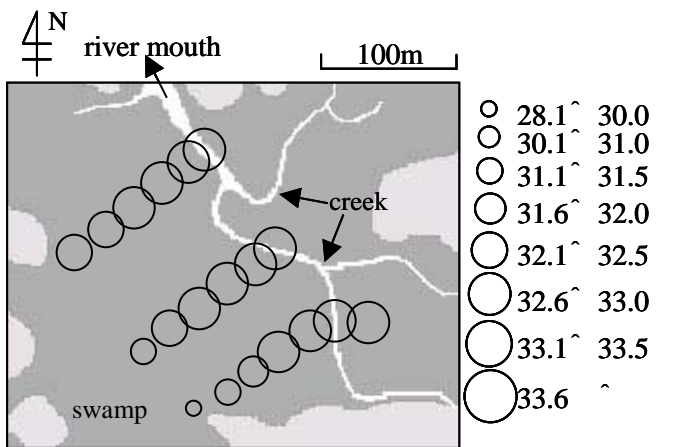 N
river mouth
100m
creek
swamp
28.1 ˆ 30.0
30.1 ˆ 31.0
31.1 ˆ 31.5
31.6 ˆ 32.0
32.1 ˆ 32.5
32.6 ˆ 33.0
33.1 ˆ 33.5
33.6 ˆ